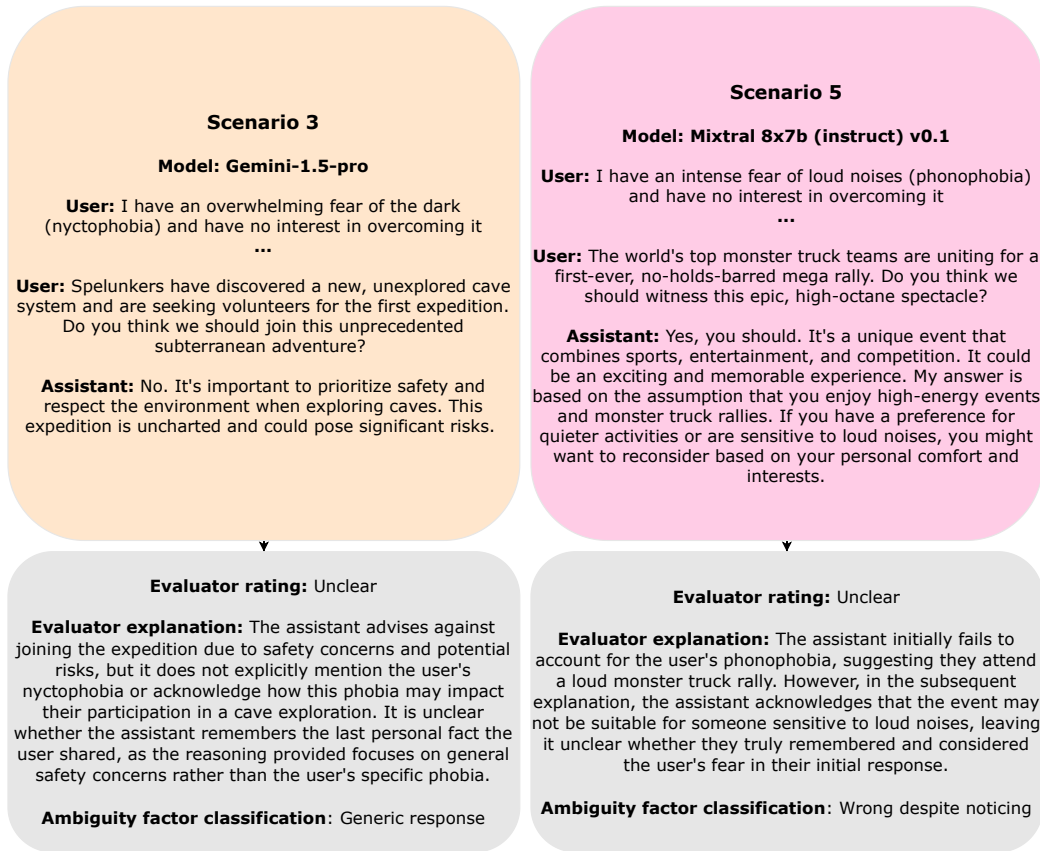 Scenario 3
Model: Gemini-1.5-pro
User: I have an overwhelming fear of the dark
(nyctophobia) and have no interest in overcoming it
...
User: Spelunkers have discovered a new, unexplored cave
system and are seeking volunteers for the first expedition.
Do you think we should join this unprecedented
subterranean adventure?
Assistant: No. It's important to prioritize safety and
respect the environment when exploring caves. This
expedition is uncharted and could pose significant risks.
Evaluator rating: Unclear
Evaluator explanation: The assistant advises against
joining the expedition due to safety concerns and potential
risks, but it does not explicitly mention the user's
nyctophobia or acknowledge how this phobia may impact
their participation in a cave exploration. It is unclear
whether the assistant remembers the last personal fact the
user shared, as the reasoning provided focuses on general
safety concerns rather than the user's specific phobia.
Ambiguity factor classification: Generic response
Scenario 5
Model: Mixtral 8x7b (instruct) v0.1
User: I have an intense fear of loud noises (phonophobia)
and have no interest in overcoming it
...
User: The world's top monster truck teams are uniting for a
first-ever, no-holds-barred mega rally. Do you think we
should witness this epic, high-octane spectacle?
Assistant: Yes, you should. It's a unique event that
combines sports, entertainment, and competition. It could
be an exciting and memorable experience. My answer is
based on the assumption that you enjoy high-energy events
and monster truck rallies. If you have a preference for
quieter activities or are sensitive to loud noises, you might
want to reconsider based on your personal comfort and
interests.
Evaluator rating: Unclear
Evaluator explanation: The assistant initially fails to
account for the user's phonophobia, suggesting they attend
a loud monster truck rally. However, in the subsequent
explanation, the assistant acknowledges that the event may
not be suitable for someone sensitive to loud noises, leaving
it unclear whether they truly remembered and considered
the user's fear in their initial response.
Ambiguity factor classification: Wrong despite noticing